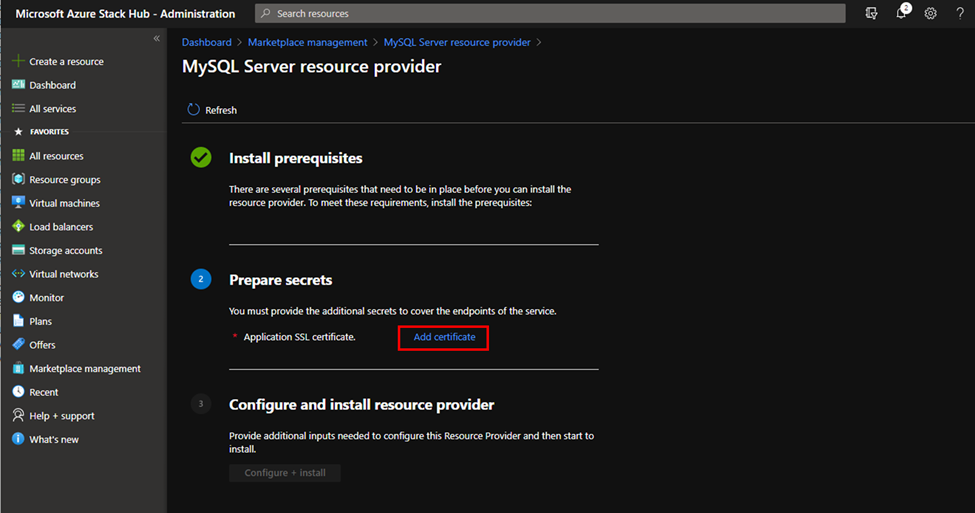 Microsoft Azure Stack Hub - Administration
Search resources
2
?
«
Create a resource
Dashboard
All services
FAVORITES
All resources
Resource groups
Virtual machines
Load balancers
Storage accounts
Virtual networks
Monitor
Plans
Offers
Marketplace management
Recent
Help + support
What's new
Dashboard > Marketplace management > MySQL Server resource provider >
MySQL Server resource provider
Refresh
Install prerequisites
There are several prerequisites that need to be in place before you can install the
resource provider. To meet these requirements, install the prerequisites:
2 Prepare secrets
You must provide the additional secrets to cover the endpoints of the service.
* Application SSL certificate. Add certificate
3 Configure and install resource provider
Provide additional inputs needed to configure this Resource Provider and then start to
install.
Configure + install